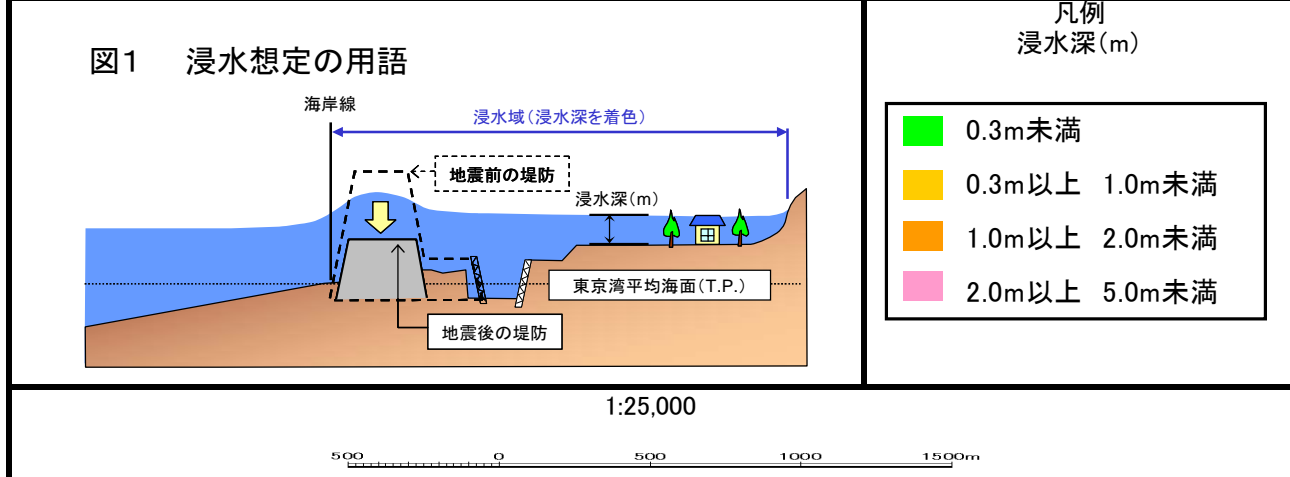 図1　浸水想定の用語
海岸線
浸水域(浸水深を着色)
地震前の堤防
浸水深(m)
東京湾平均海面(T.P.)
地震後の堤防
凡例
浸水深(m)
0.3m未満
0.3m以上　1.0m未満
1.0m以上　2.0m未満
2.0m以上　5.0m未満
1:25,000
500 0 500 1000 1500m